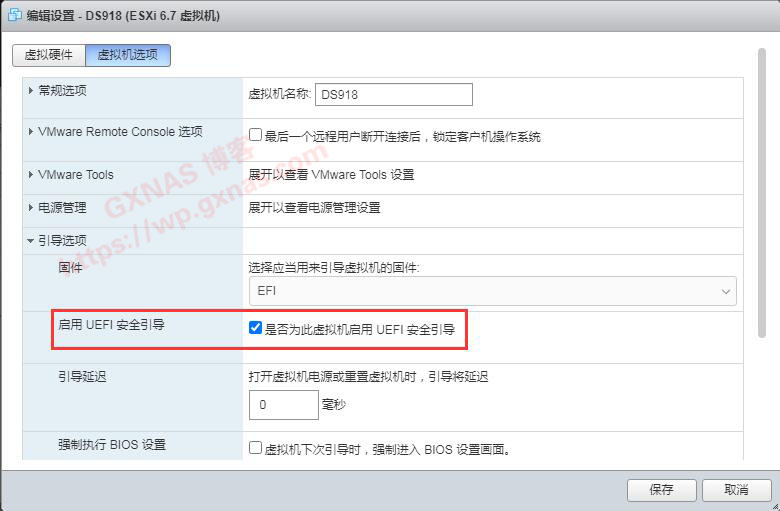 编辑设置 - DS918 (ESXi 6.7 虚拟机)
虚拟硬件 虚拟机选项
常规选项 虚拟机名称: DS918
VMware Remote Console 选项 最后一个远程用户断开连接后，锁定客户机操作系统
VMware Tools 展开以查看 VMware Tools 设置
电源管理 展开以查看电源管理设置
引导选项
固件 选择应当用来引导虚拟机的固件:
EFI
启用 UEFI 安全引导 是否为此虚拟机启用 UEFI 安全引导
引导延迟 打开虚拟机电源或重置虚拟机时，引导将延迟
0 毫秒
强制执行 BIOS 设置 虚拟机下次引导时，强制进入 BIOS 设置画面。
保存 取消
GXNAS 博客
https://wp.gxnas.com